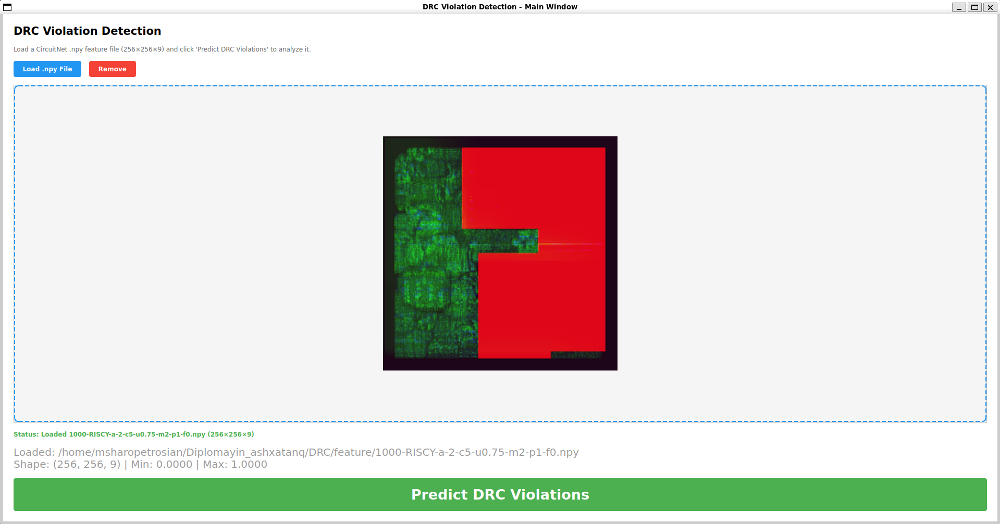 DRC Violation Detection - Main Window
DRC Violation Detection
Load a CircuitNet .npy feature file (256×256×9) and click 'Predict DRC Violations' to analyze it.
Load .npy File
Remove
Status: Loaded 1000-RISCY-a-2-c5-u0.75-m2-p1-f0.npy (256×256×9)
Loaded: /home/msharopetrosian/Diplomayin_ashxatanq/DRC/feature/1000-RISCY-a-2-c5-u0.75-m2-p1-f0.npy
Shape: (256, 256, 9) | Min: 0.0000 | Max: 1.0000
Predict DRC Violations